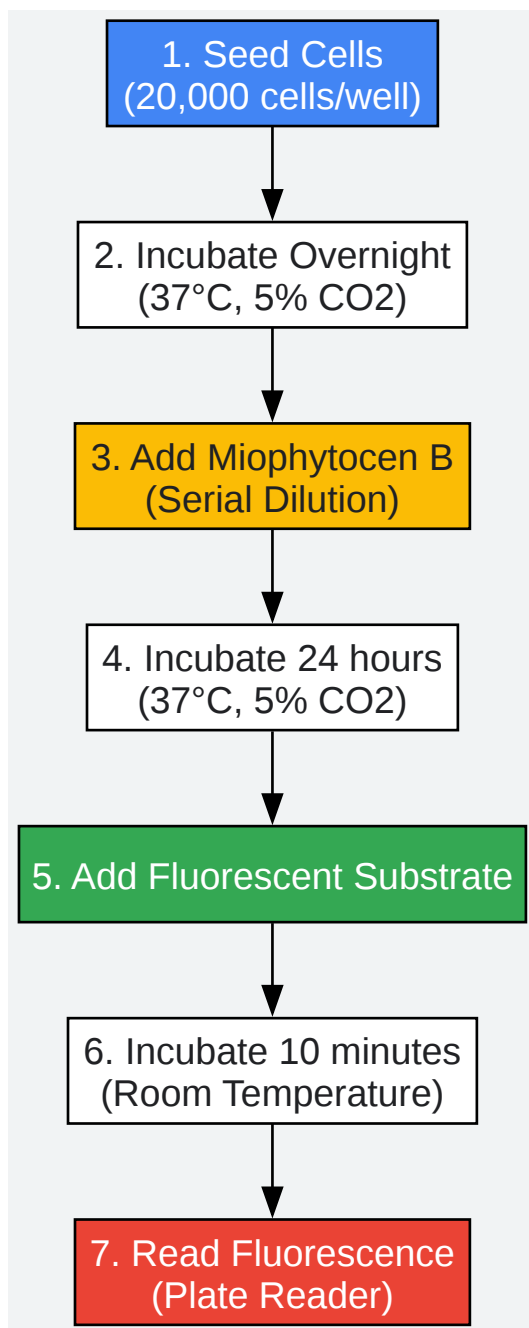 1. Seed Cells
(20,000 cells/well)
2. Incubate Overnight
(37°C, 5% CO2)
3. Add Miophytocen B
(Serial Dilution)
4. Incubate 24 hours
(37°C, 5% CO2)
5. Add Fluorescent Substrate
6. Incubate 10 minutes
(Room Temperature)
7. Read Fluorescence
(Plate Reader)